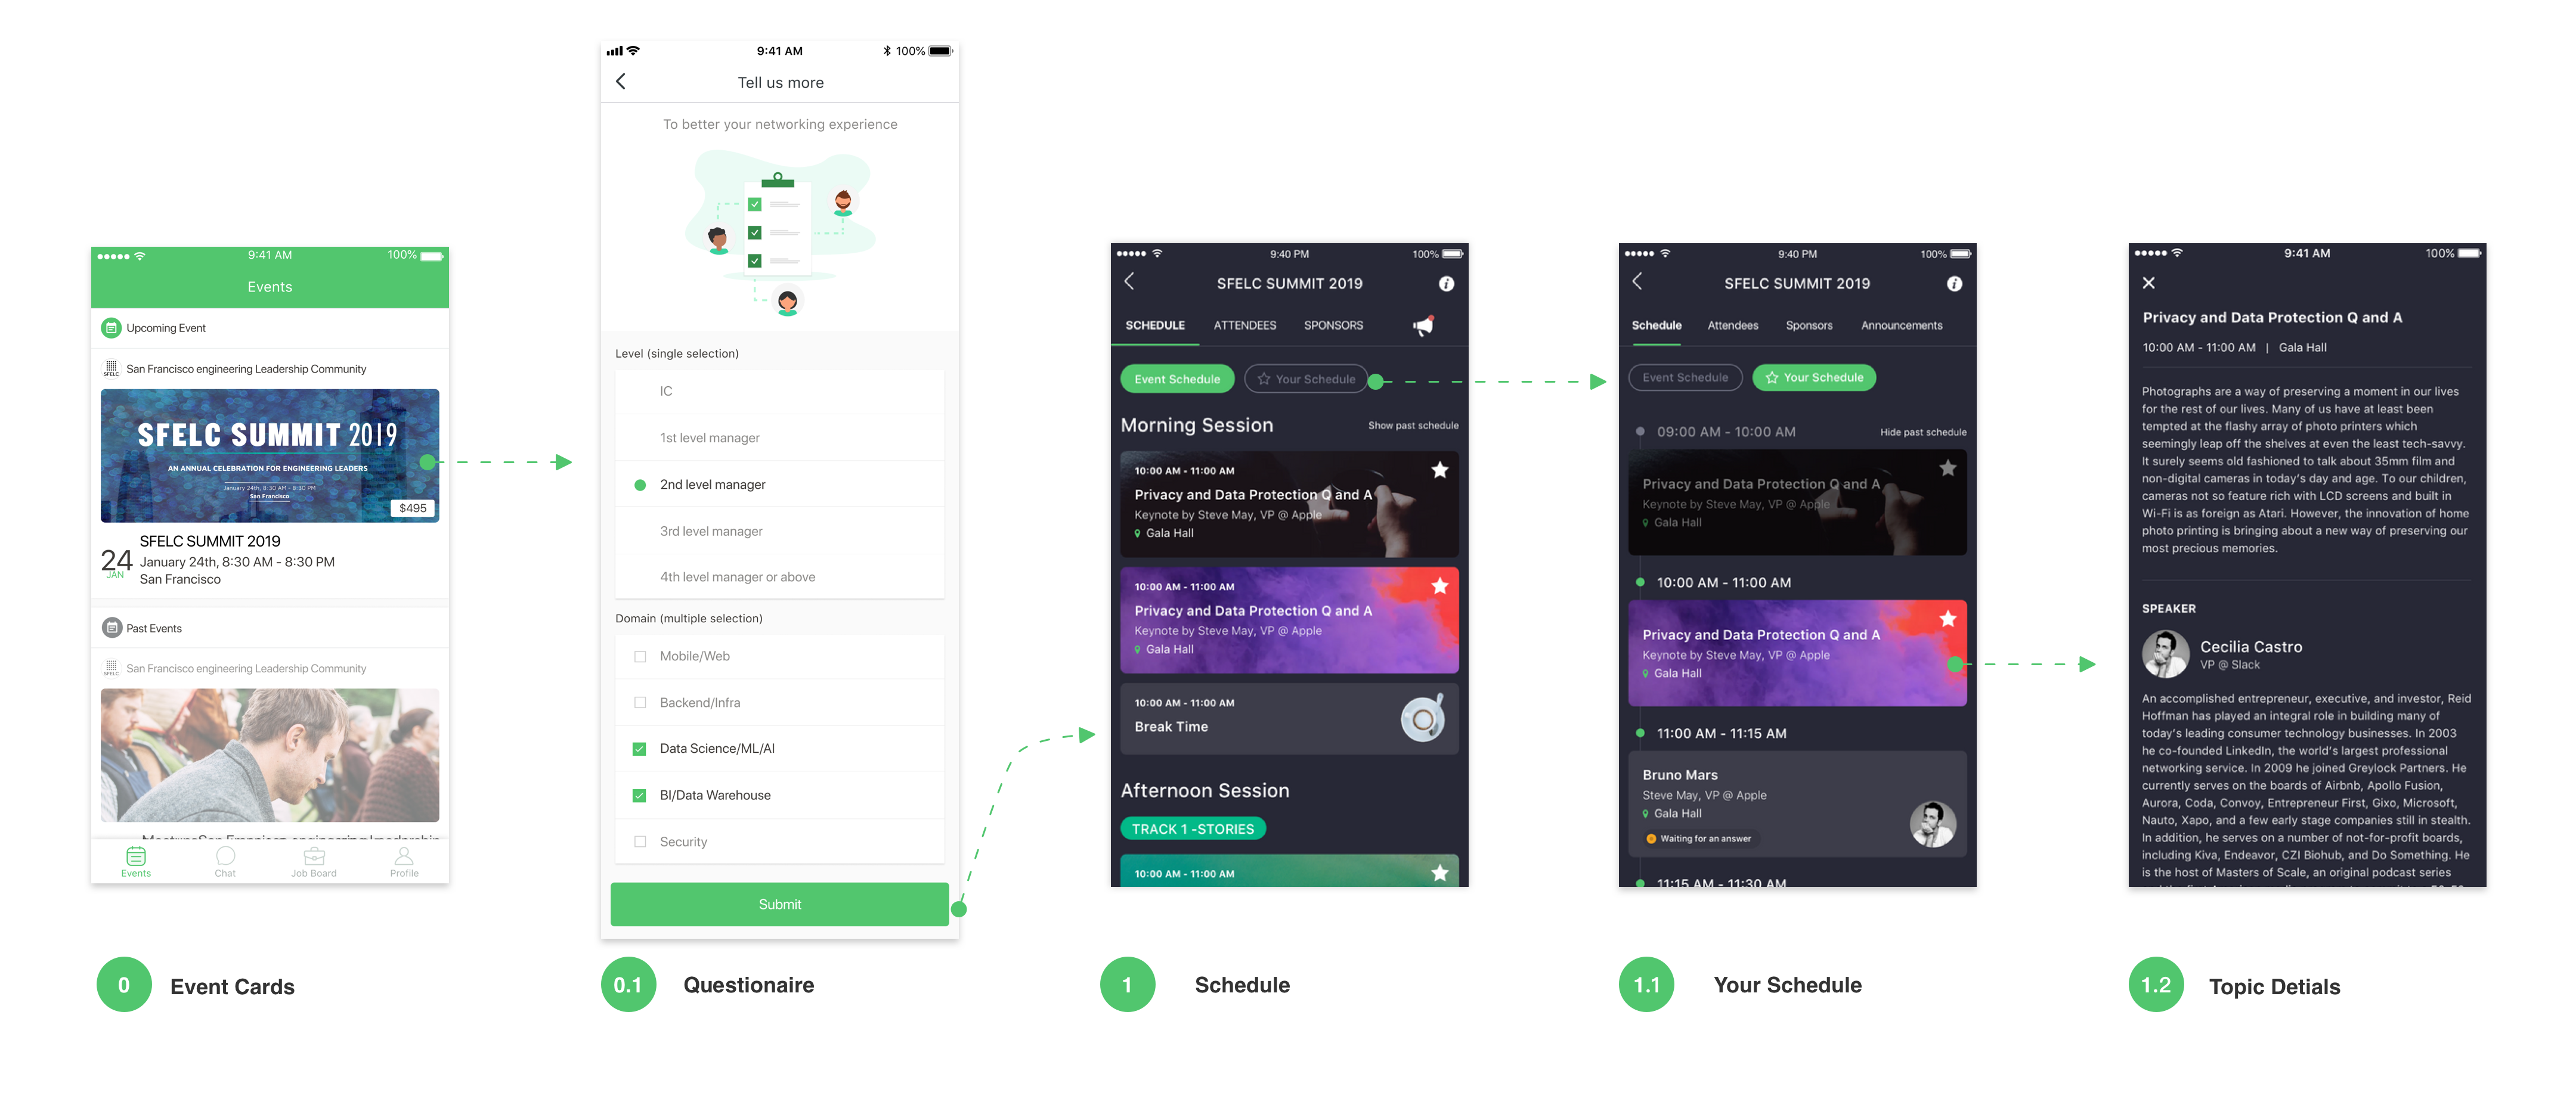 9:41 AM
100%
Events
Upcoming Event
SFELC
San Francisco engineering Leadership Community
SFELC SUMMIT 2019
AN ANNUAL CELEBRATION FOR ENGINEERING LEADERS
January 24th, 8:30 AM - 8:30 PM
San Francisco
$495
24
JAN
SFELC SUMMIT 2019
January 24th, 8:30 AM - 8:30 PM
San Francisco
Past Events
SFELC
San Francisco engineering Leadership Community
Events
Chat
Job Board
Profile
0
Event Cards
9:41 AM
100%
Tell us more
To better your networking experience
Level (single selection)
IC
1st level manager
2nd level manager
3rd level manager
4th level manager or above
Domain (multiple selection)
Mobile/Web
Backend/Infra
Data Science/ML/AI
BI/Data Warehouse
Security
Submit
0.1
Questionaire
9:40 PM
100%
SFELC SUMMIT 2019
SCHEDULE
ATTENDEES
SPONSORS
Event Schedule
Your Schedule
Morning Session
Show past schedule
10:00 AM - 11:00 AM
Privacy and Data Protection Q and A
Keynote by Steve May, VP @ Apple
Gala Hall
10:00 AM - 11:00 AM
Privacy and Data Protection Q and A
Keynote by Steve May, VP @ Apple
Gala Hall
10:00 AM - 11:00 AM
Break Time
Afternoon Session
TRACK 1 -STORIES
10:00 AM - 11:00 AM
1
Schedule
9:40 PM
100%
SFELC SUMMIT 2019
Schedule
Attendees
Sponsors
Announcements
Event Schedule
Your Schedule
09:00 AM - 10:00 AM
Hide past schedule
Privacy and Data Protection Q and A
Keynote by Steve May, VP @ Apple
Gala Hall
10:00 AM - 11:00 AM
Privacy and Data Protection Q and A
Keynote by Steve May, VP @ Apple
Gala Hall
11:00 AM - 11:15 AM
Bruno Mars
Steve May, VP @ Apple
Gala Hall
Waiting for an answer
11:15 AM - 11:30 AM
1.1
Your Schedule
9:41 AM
100%
Privacy and Data Protection Q and A
10:00 AM - 11:00 AM | Gala Hall
Photographs are a way of preserving a moment in our lives
for the rest of our lives. Many of us have at least been
tempted at the flashy array of photo printers which
seemingly leap off the shelves at even the least tech-savvy.
It surely seems old fashioned to talk about 35mm film and
non-digital cameras in today's day and age. To our children,
cameras not so feature rich with LCD screens and built in
Wi-Fi is as foreign as Atari. However, the innovation of home
photo printing is bringing about a new way of preserving our
most precious memories.
SPEAKER
Cecilia Castro
VP @ Slack
An accomplished entrepreneur, executive, and investor, Reid
Hoffman has played an integral role in building many of
today's leading consumer technology businesses. In 2003
he co-founded LinkedIn, the world's largest professional
networking service. In 2009 he joined Greylock Partners. He
currently serves on the boards of Airbnb, Apollo Fusion,
Aurora, Coda, Convoy, Entrepreneur First, Gixo, Microsoft,
Nauto, Xapo, and a few early stage companies still in stealth.
In addition, he serves on a number of not-for-profit boards,
including Kiva, Endeavor, CZI Biohub, and Do Something. He
is the host of Masters of Scale, an original podcast series
1.2
Topic Detials